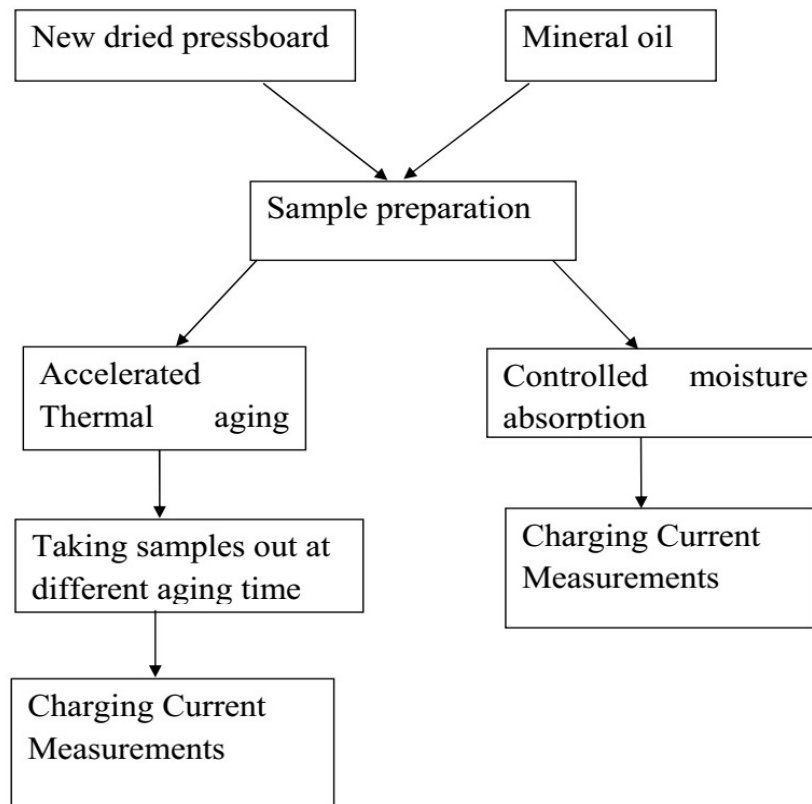 New dried pressboard
Mineral oil
Sample preparation
Accelerated
Thermal aging
Controlled moisture
absorption
Taking samples out at
different aging time
Charging Current
Measurements
Charging Current
Measurements